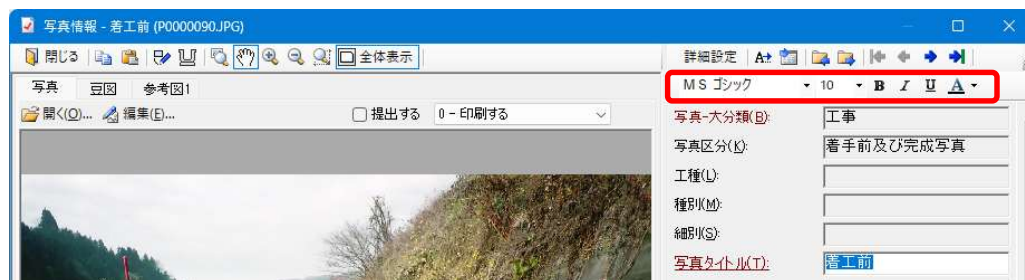 写真情報 - 着工前 (P0000090.JPG)
閉じる 全体表示 詳細設定
写真 豆図 参考図1
MS ゴシック 10 B I U A
開く(O)... 編集(E)... 提出する 0 - 印刷する
写真-大分類(B): 工事
写真区分(K): 着手前及び完成写真
工種(L):
種別(M):
細別(S):
写真タイトル(T): 着工前